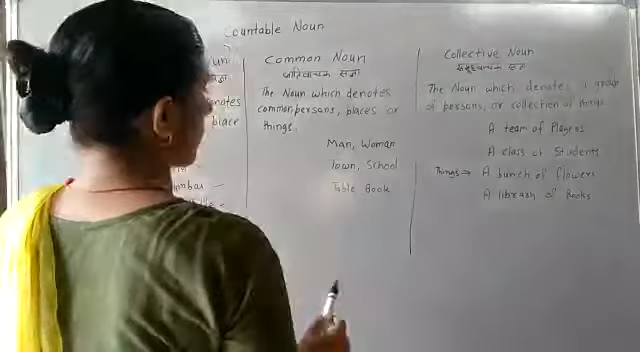 Countable Noun
notes
place
Common Noun
जातिवाचक संज्ञा
The Noun which denotes
common persons, places or
things.
Man, Woman
Town, School
Table Book
Collective Noun
समूहवाचक संज्ञा
The Noun which denotes a group
of persons, or collection of things
A team of Players
A class of Students
Things ⇒ A bunch of flowers
A library of Books